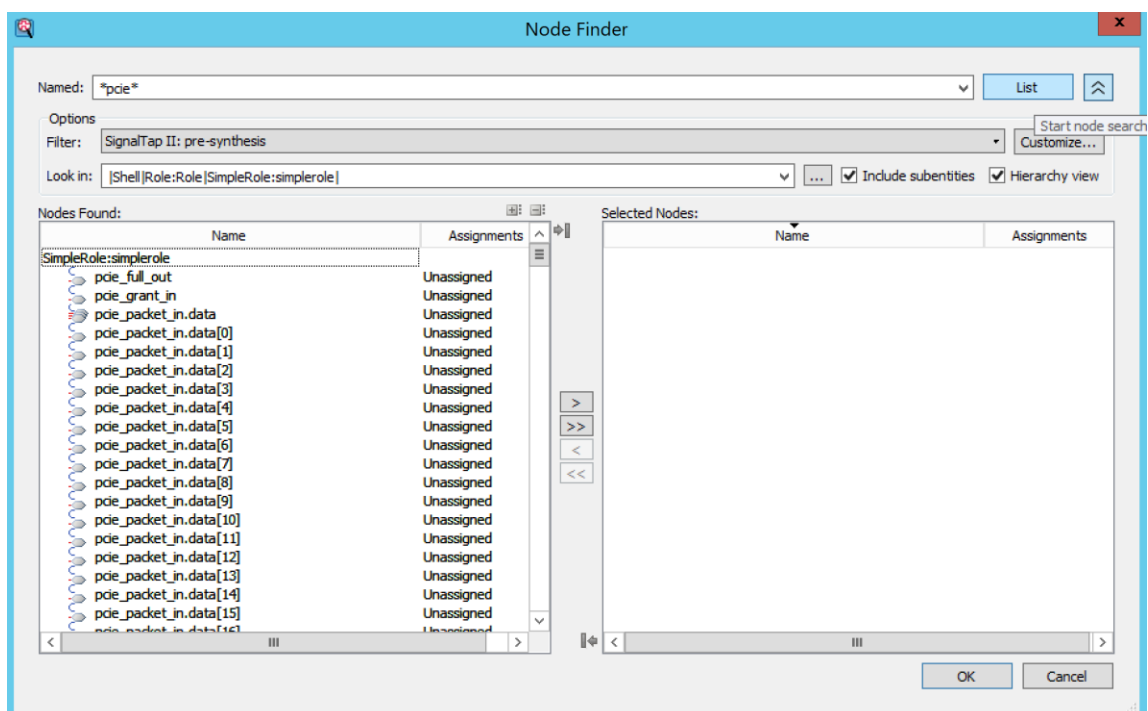 Node Finder
x
Named: *pcie* List
Options
Start node search
Filter: SignalTap II: pre-synthesis Customize...
Look in: |Shell|Role:Role|SimpleRole:simplerole| ... Include subentities Hierarchy view
Nodes Found: Selected Nodes:
Name Assignments Name Assignments
SimpleRole:simplerole
pcie_full_out Unassigned
pcie_grant_in Unassigned
pcie_packet_in.data Unassigned
pcie_packet_in.data[0] Unassigned
pcie_packet_in.data[1] Unassigned
pcie_packet_in.data[2] Unassigned
pcie_packet_in.data[3] Unassigned
pcie_packet_in.data[4] Unassigned
pcie_packet_in.data[5] Unassigned
pcie_packet_in.data[6] Unassigned
pcie_packet_in.data[7] Unassigned
pcie_packet_in.data[8] Unassigned
pcie_packet_in.data[9] Unassigned
pcie_packet_in.data[10] Unassigned
pcie_packet_in.data[11] Unassigned
pcie_packet_in.data[12] Unassigned
pcie_packet_in.data[13] Unassigned
pcie_packet_in.data[14] Unassigned
pcie_packet_in.data[15] Unassigned
pcie_packet_in.data[16] Unassigned
>
>>
<
<<
OK Cancel